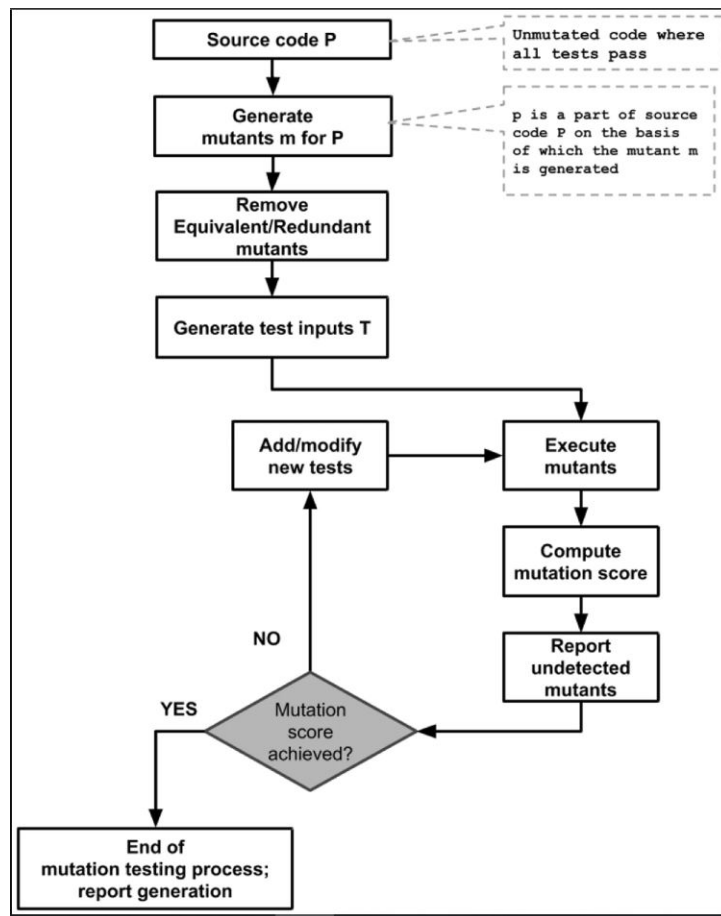 Source code P
Unmutated code where
all tests pass
Generate
mutants m for P
p is a part of source
code P on the basis
of which the mutant m
is generated
Remove
Equivalent/Redundant
mutants
Generate test inputs T
Add/modify
new tests
Execute
mutants
Compute
mutation score
Report
undetected
mutants
NO
YES
Mutation
score
achieved?
End of
mutation testing process;
report generation